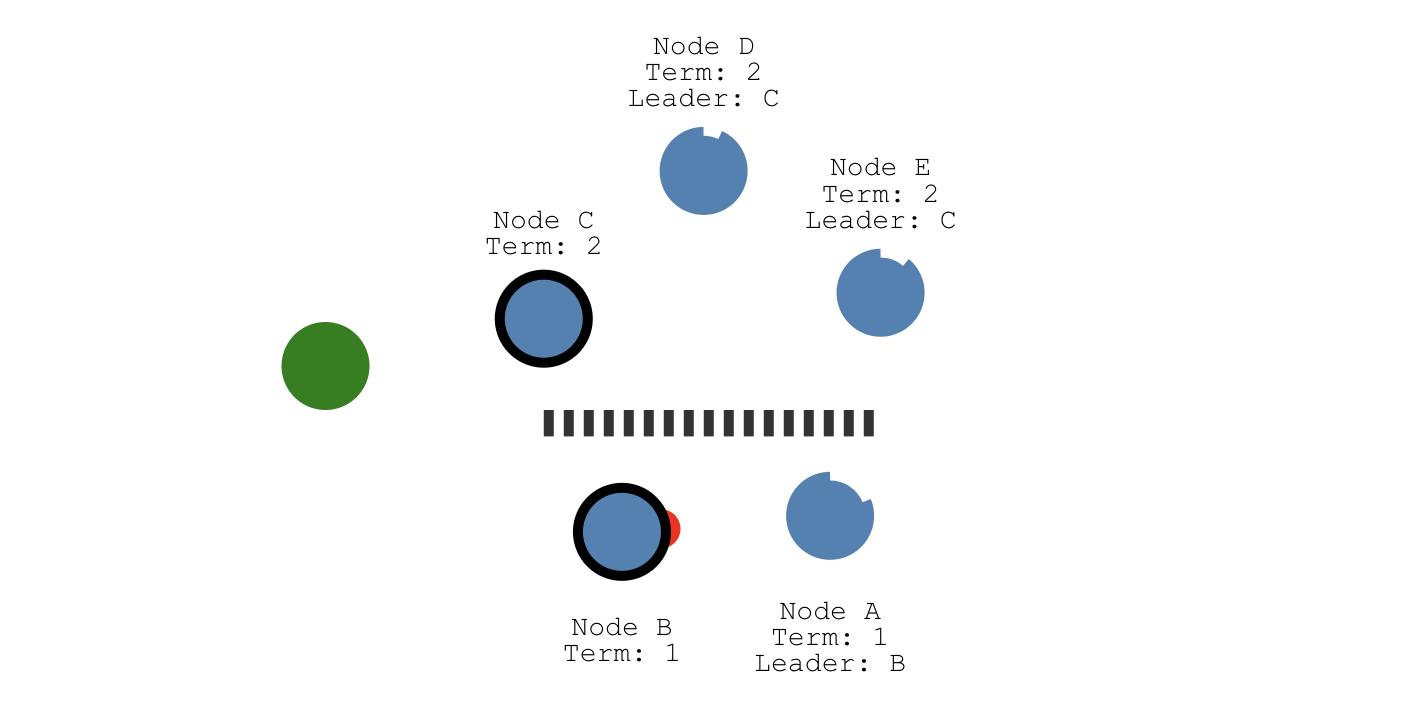 Node D
Term: 2
Leader: C
Node E
Term: 2
Leader: C
Node C
Term: 2
Node B
Term: 1
Node A
Term: 1
Leader: B